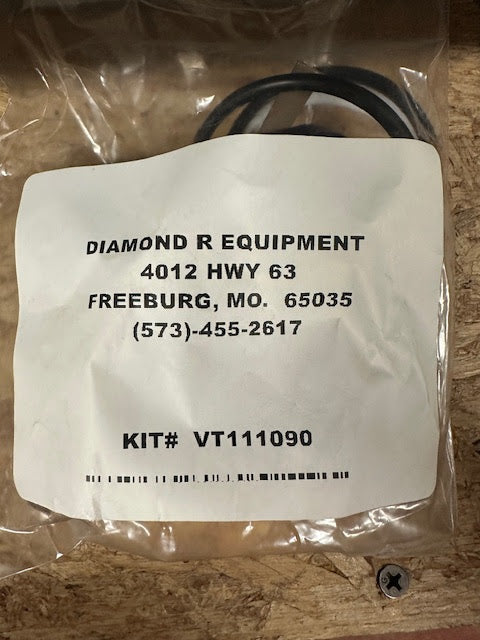 DIAMOND R EQUIPMENT
4012 HWY 63
FREEBURG, MO. 65035
(573)-455-2617
KIT# VT111090